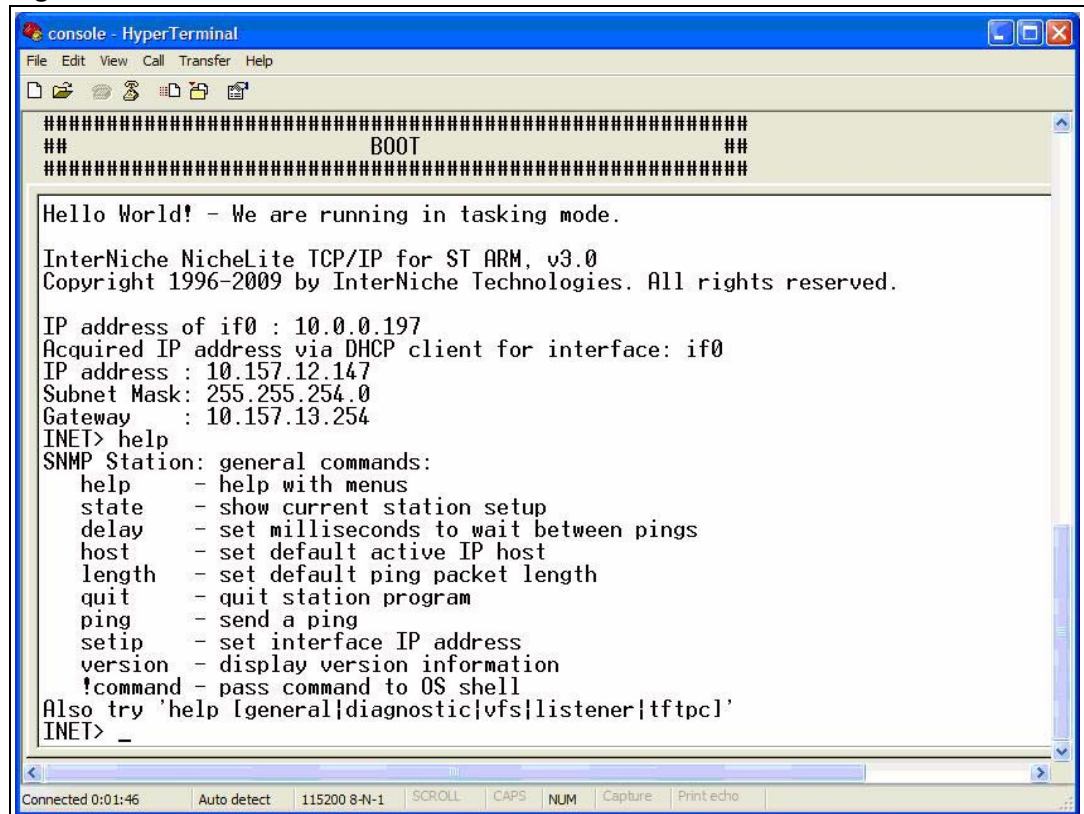 console - HyperTerminal
File Edit View Call Transfer Help
########################################################
## BOOT ##
########################################################
Hello World! - We are running in tasking mode.
InterNiche NicheLite TCP/IP for ST ARM, v3.0
Copyright 1996-2009 by InterNiche Technologies. All rights reserved.
IP address of if0 : 10.0.0.197
Acquired IP address via DHCP client for interface: if0
IP address : 10.157.12.147
Subnet Mask: 255.255.254.0
Gateway : 10.157.13.254
INET> help
SNMP Station: general commands:
help - help with menus
state - show current station setup
delay - set milliseconds to wait between pings
host - set default active IP host
length - set default ping packet length
quit - quit station program
ping - send a ping
setip - set interface IP address
version - display version information
!command - pass command to OS shell
Also try 'help [general|diagnostic|vfs|listener|tftpc]'
INET> _
Connected 0:01:46 Auto detect 115200 8-N-1 SCROLL CAPS NUM Capture Print echo